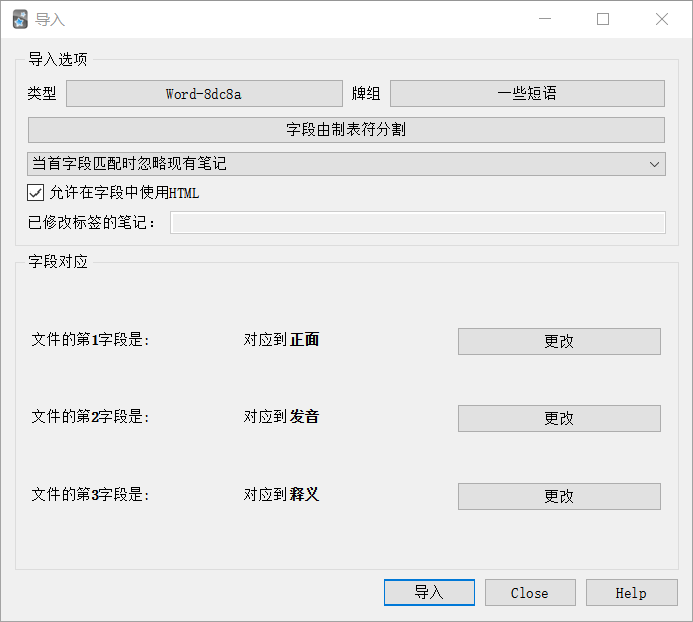 导入
导入选项
类型 Word-8dc8a 牌组 一些短语
字段由制表符分割
当首字段匹配时忽略现有笔记
允许在字段中使用HTML
已修改标签的笔记：
字段对应
文件的第1字段是: 对应到 正面 更改
文件的第2字段是: 对应到 发音 更改
文件的第3字段是: 对应到 释义 更改
导入 Close Help